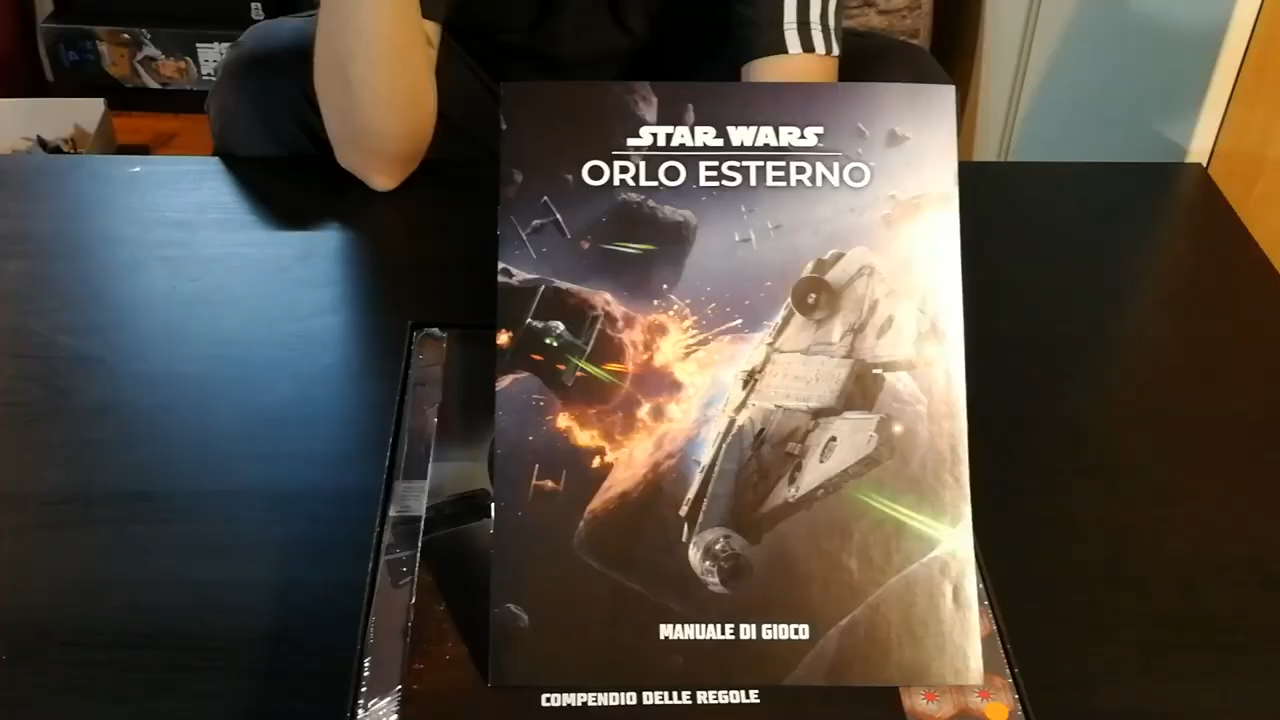 STAR WARS
ORLO ESTERNO
MANUALE DI GIOCO
COMPENDIO DELLE REGOLE